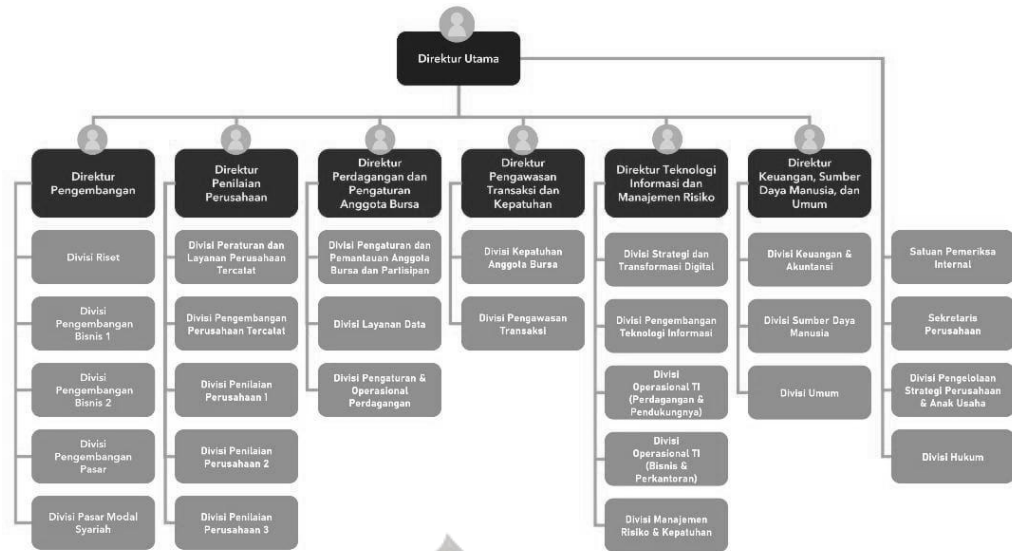 Direktur Utama
Direktur
Pengembangan
Direktur
Penilaian
Perusahaan
Direktur
Perdagangan dan
Pengaturan
Anggota Bursa
Direktur
Pengawasan
Transaksi dan
Kepatuhan
Direktur Teknologi
Informasi dan
Manajemen Risiko
Direktur
Keuangan, Sumber
Daya Manusia, dan
Umum
Divisi Riset
Divisi
Pengembangan
Bisnis 1
Divisi
Pengembangan
Bisnis 2
Divisi
Pengembangan
Pasar
Divisi Pasar Modal
Syariah
Divisi Peraturan dan
Layanan Perusahaan
Tercatat
Divisi Pengembangan
Perusahaan Tercatat
Divisi Penilaian
Perusahaan 1
Divisi Penilaian
Perusahaan 2
Divisi Penilaian
Perusahaan 3
Divisi Pengaturan dan
Pemantauan Anggota
Bursa dan Partisipan
Divisi Layanan Data
Divisi Pengaturan &
Operasional
Perdagangan
Divisi Kepatuhan
Anggota Bursa
Divisi Pengawasan
Transaksi
Divisi Strategi dan
Transformasi Digital
Divisi Pengembangan
Teknologi Informasi
Divisi
Operasional TI
(Perdagangan &
Pendukungnya)
Divisi
Operasional TI
(Bisnis &
Perkantoran)
Divisi Manajemen
Risiko & Kepatuhan
Divisi Keuangan &
Akuntansi
Divisi Sumber Daya
Manusia
Divisi Umum
Satuan Pemeriksa
Internal
Sekretaris
Perusahaan
Divisi Pengelolaan
Strategi Perusahaan
& Anak Usaha
Divisi Hukum